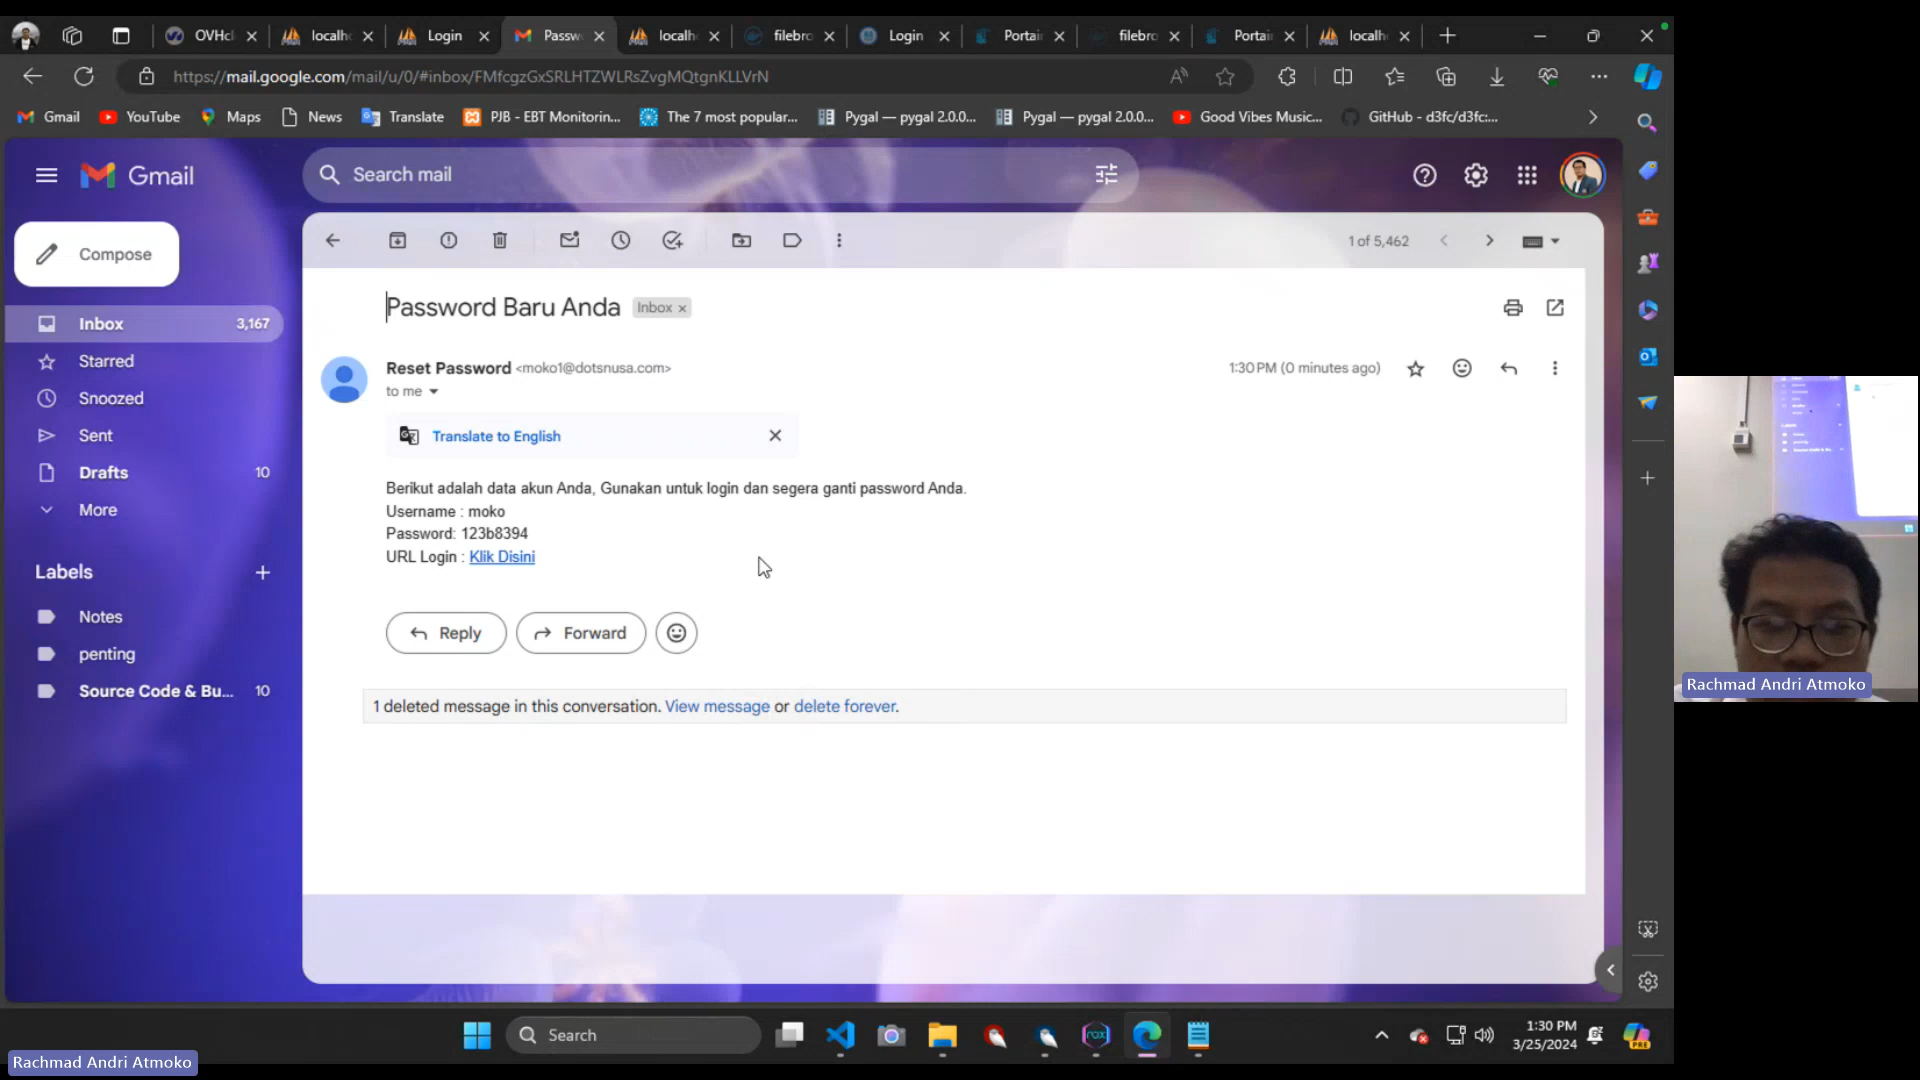 OVHcl
localh
Login
Passw
localh
filebro
Login
Portai
filebro
Portai
localh
https://mail.google.com/mail/u/0/#inbox/FMfcgzGxSRLHTZWLRsZvgMQtgnKLLVrN
Gmail
YouTube
Maps
News
Translate
PJB - EBT Monitorin...
The 7 most popular...
Pygal — pygal 2.0.0...
Pygal — pygal 2.0.0...
Good Vibes Music...
GitHub - d3fc/d3fc:...
Gmail
Search mail
Compose
1 of 5,462
Inbox 3,167
Starred
Snoozed
Sent
Drafts 10
More
Labels
Notes
penting
Source Code & Bu... 10
Password Baru Anda Inbox
Reset Password <moko1@dotsnusa.com> 1:30 PM (0 minutes ago)
to me
Translate to English
Berikut adalah data akun Anda, Gunakan untuk login dan segera ganti password Anda.
Username : moko
Password: 123b8394
URL Login : Klik Disini
Reply
Forward
1 deleted message in this conversation. View message or delete forever.
Rachmad Andri Atmoko
Search
1:30 PM
3/25/2024
PRE
Rachmad Andri Atmoko